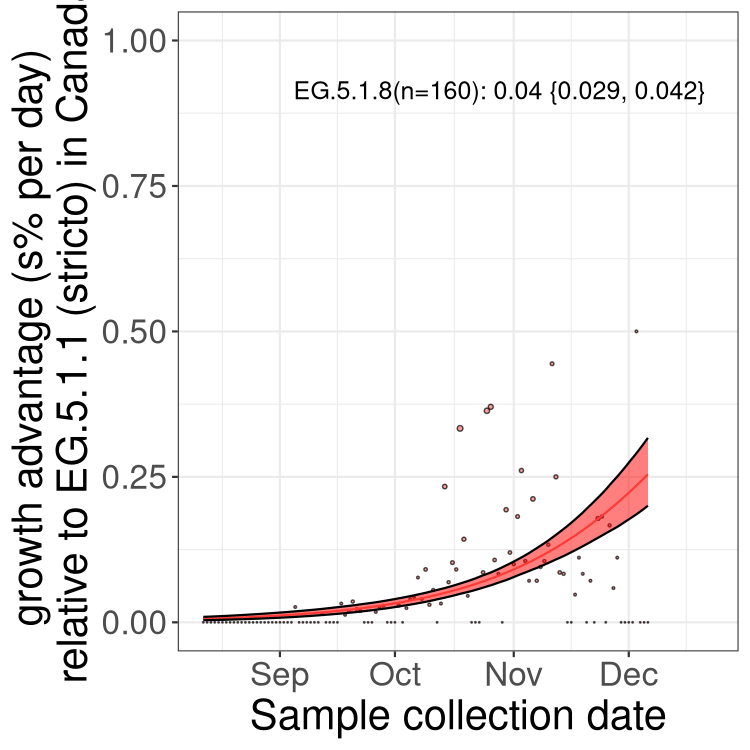 growth advantage (s% per day)
relative to EG.5.1.1 (stricto) in Canada
1.00
0.75
0.50
0.25
0.00
EG.5.1.8(n=160): 0.04 {0.029, 0.042}
Sep Oct Nov Dec
Sample collection date